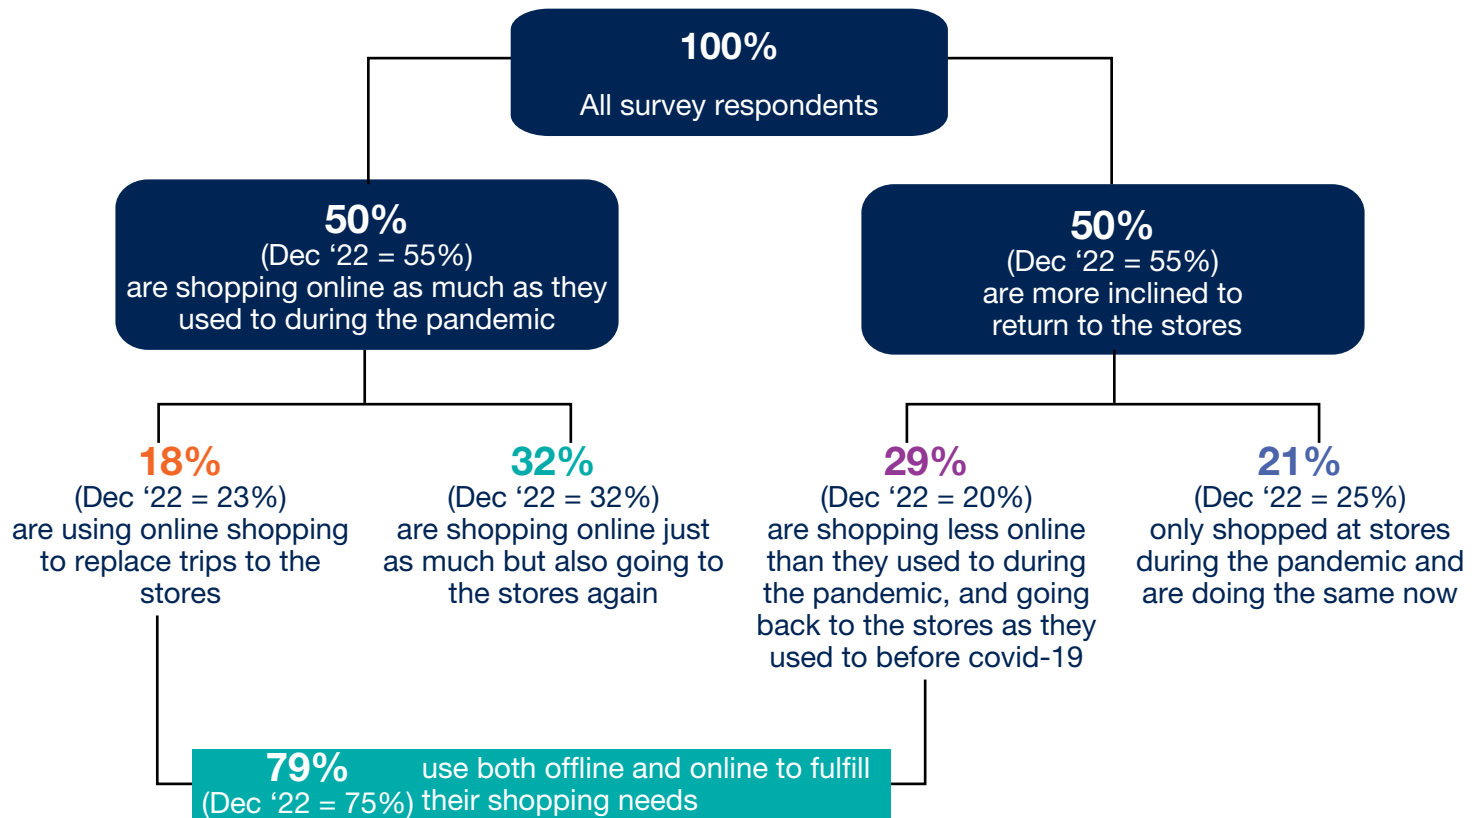 100%
All survey respondents
50%
(Dec ‘22 = 55%)
are shopping online as much as they
used to during the pandemic
50%
(Dec ‘22 = 55%)
are more inclined to
return to the stores
18%
(Dec ‘22 = 23%)
are using online shopping
to replace trips to the
stores
32%
(Dec ‘22 = 32%)
are shopping online just
as much but also going to
the stores again
29%
(Dec ‘22 = 20%)
are shopping less online
than they used to during
the pandemic, and going
back to the stores as they
used to before covid-19
21%
(Dec ‘22 = 25%)
only shopped at stores
during the pandemic and
are doing the same now
79%
(Dec ‘22 = 75%)
use both offline and online to fulfill
their shopping needs